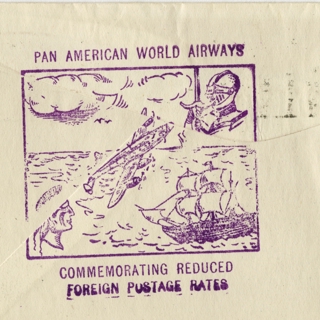 PAN AMERICAN WORLD AIRWAYS
COMMEMORATING REDUCED
FOREIGN POSTAGE RATES